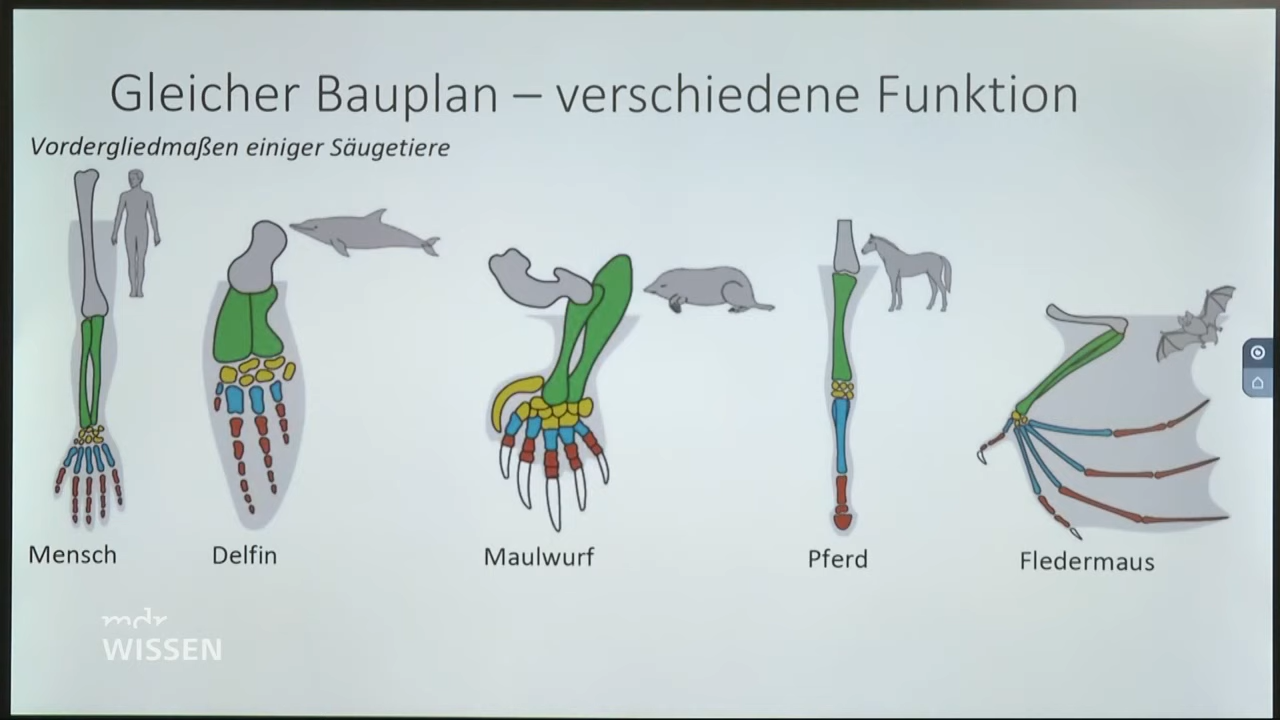 Gleicher Bauplan – verschiedene Funktion
Vordergliedmaßen einiger Säugetiere
Mensch
Delfin
Maulwurf
Pferd
Fledermaus
mdr
WISSEN